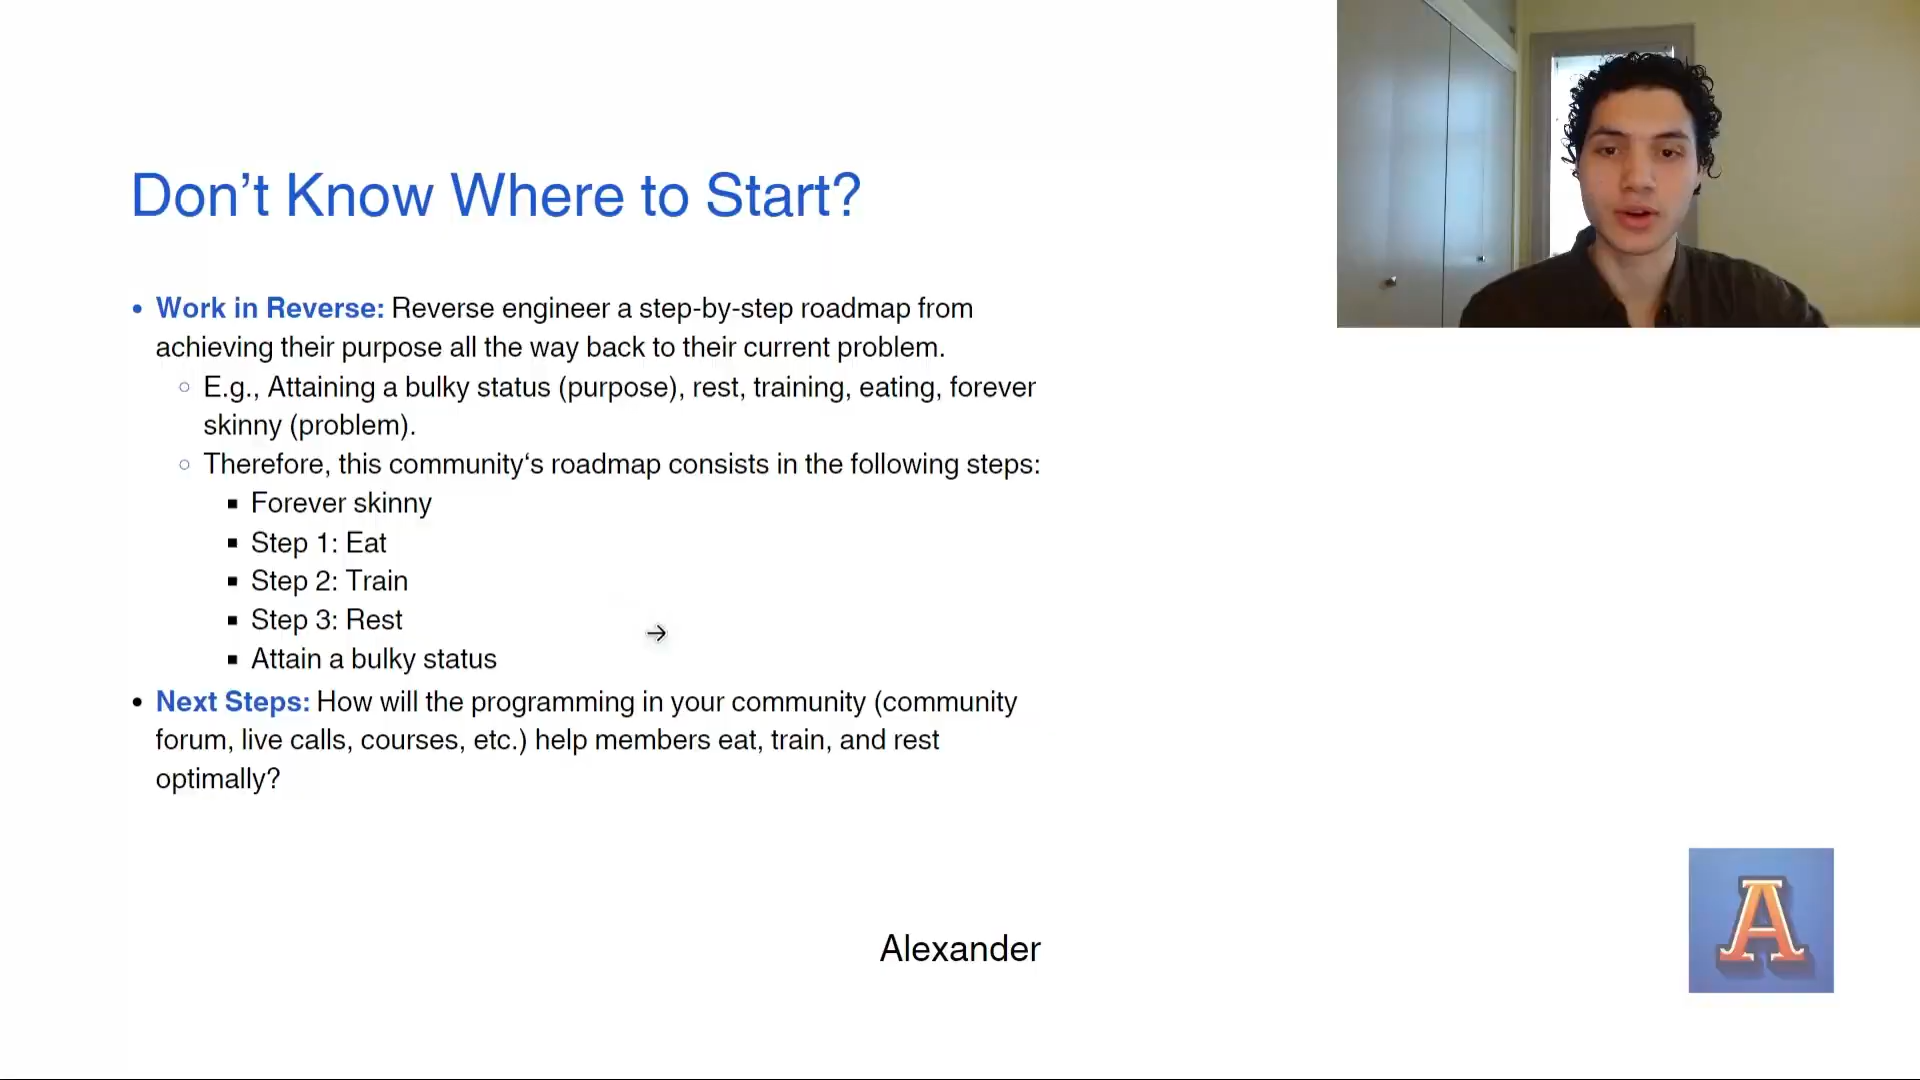 Don’t Know Where to Start?
• Work in Reverse: Reverse engineer a step-by-step roadmap from
achieving their purpose all the way back to their current problem.
○ E.g., Attaining a bulky status (purpose), rest, training, eating, forever
skinny (problem).
○ Therefore, this community‘s roadmap consists in the following steps:
▪ Forever skinny
▪ Step 1: Eat
▪ Step 2: Train
▪ Step 3: Rest
▪ Attain a bulky status
• Next Steps: How will the programming in your community (community
forum, live calls, courses, etc.) help members eat, train, and rest
optimally?
Alexander
A